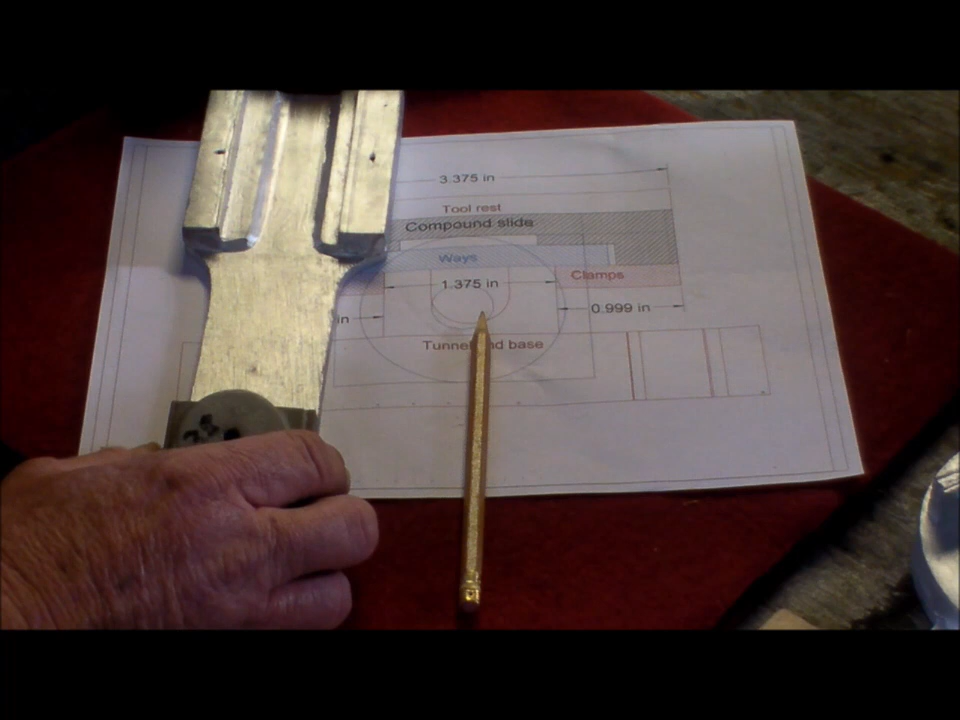 3.375 in
Tool rest
Compound slide
Ways
Clamps
1.375 in
0.999 in
in
base